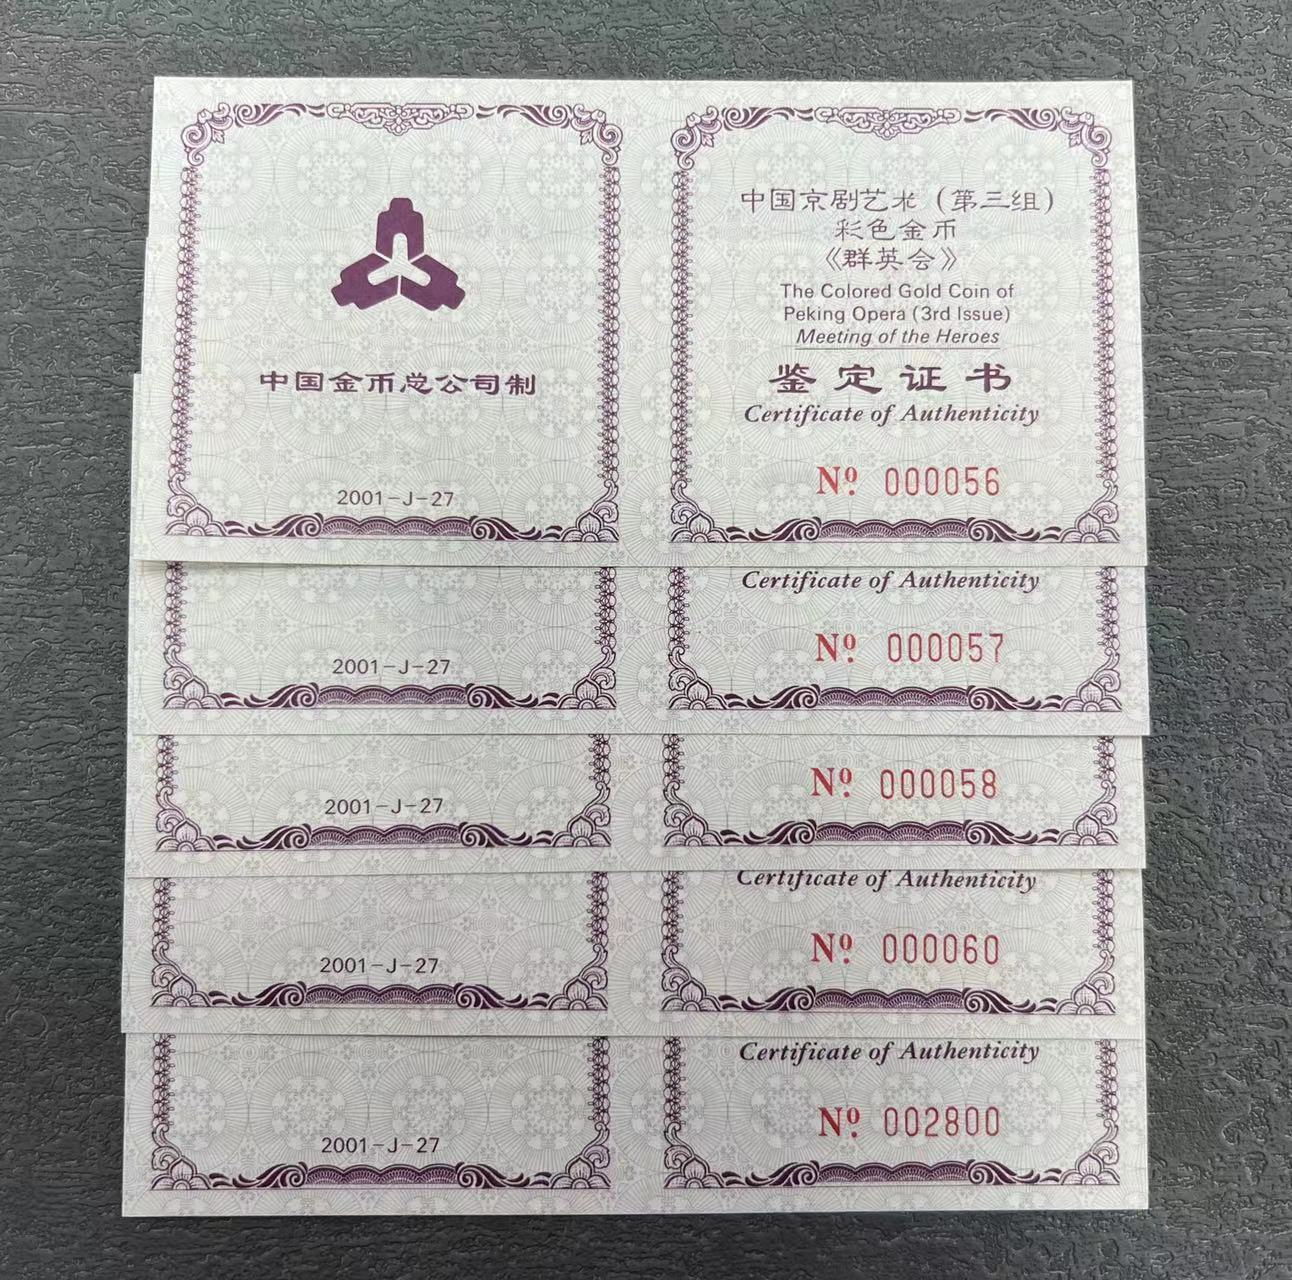 中国金币总公司制
2001-J-27
中国京剧艺术（第三组）
彩色金币
《群英会》
The Colored Gold Coin of
Peking Opera (3rd Issue)
Meeting of the Heroes
鉴定证书
Certificate of Authenticity
Nº 000056
Certificate of Authenticity
2001-J-27
Nº 000057
2001-J-27
Nº 000058
Certificate of Authenticity
2001-J-27
Nº 000060
Certificate of Authenticity
2001-J-27
Nº 002800